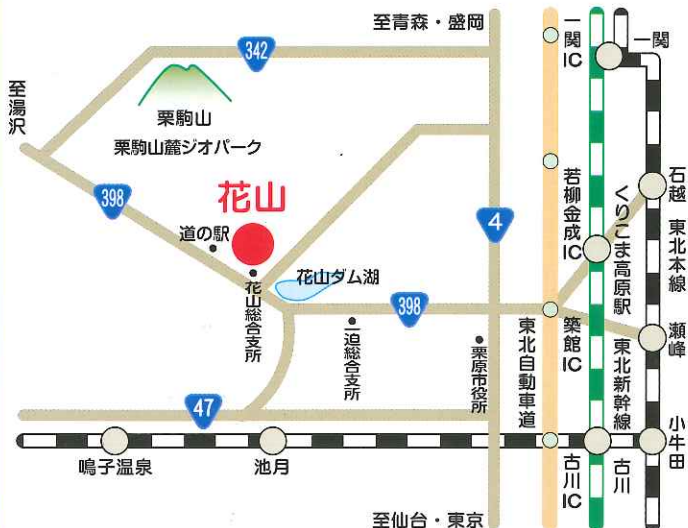 至青森・盛岡
一関IC
一関
342
至湯沢
栗駒山
栗駒山麓ジオパーク
398
花山
道の駅
花山総合支所
花山ダム湖
4
若柳金成IC
くりこま高原駅
石越
東北本線
398
一迫総合支所
栗原市役所
東北自動車道
築館IC
東北新幹線
瀬峰
47
鳴子温泉
池月
古川IC
古川
小牛田
至仙台・東京